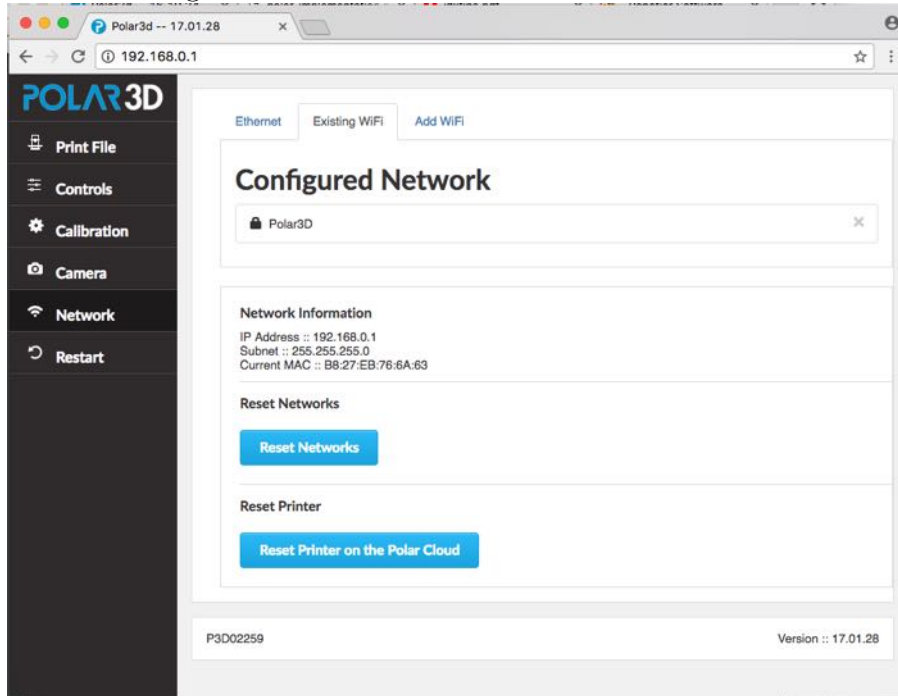 Polar3d -- 17.01.28
192.168.0.1
POLAR3D
Print File
Controls
Calibration
Camera
Network
Restart
Ethernet Existing WiFi Add WiFi
Configured Network
Polar3D
Network Information
IP Address :: 192.168.0.1
Subnet :: 255.255.255.0
Current MAC :: B8:27:EB:76:6A:63
Reset Networks
Reset Networks
Reset Printer
Reset Printer on the Polar Cloud
P3D02259 Version :: 17.01.28